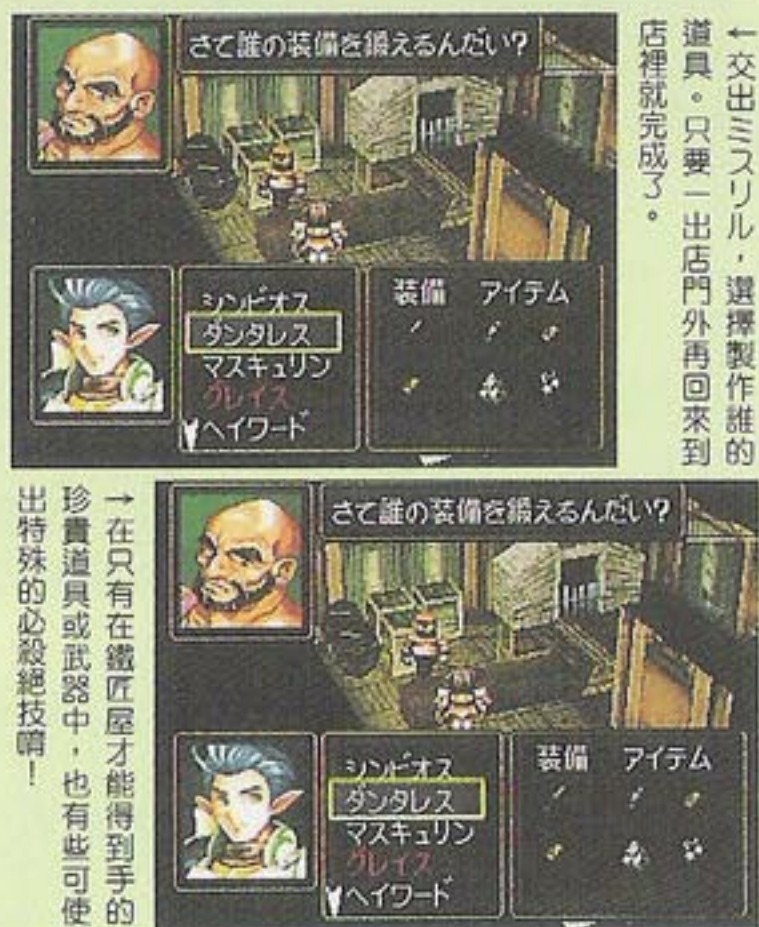 さて誰の装備を鍛えるんだい?
シンビオス
ダンタレス
マスキュリン
グレイス
ヘイワード
装備 アイテム
←交出ミスリル，選擇製作誰的
道具。只要一出店門外再回來到
店裡就完成了。
さて誰の装備を鍛えるんだい?
シンビオス
ダンタレス
マスキュリン
グレイス
ヘイワード
装備 アイテム
→在只有在鐵匠屋才能得到手的
珍貴道具或武器中，也有些可使
出特殊的必殺絕技唷！